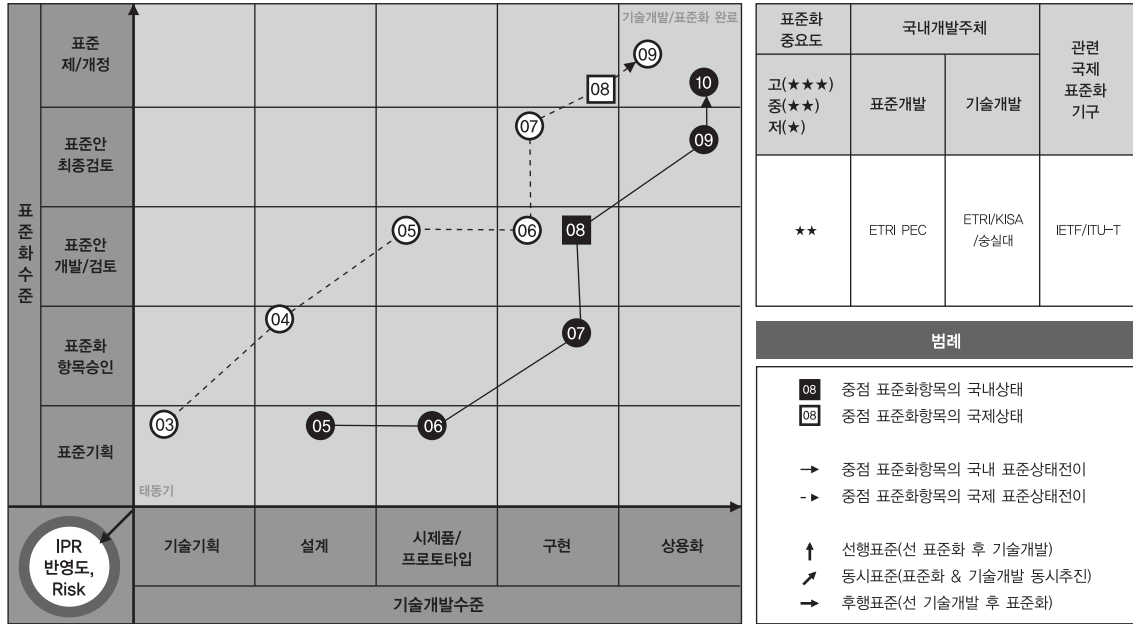 기술개발/표준화 완료
표준
제/개정
표준안
최종검토
표준화수준
표준안
개발/검토
표준화
항목승인
표준기획
09
08
10
07
09
05
06
08
04
07
03
05
06
태동기
IPR
반영도,
Risk
기술기획
설계
시제품/
프로토타입
구현
상용화
기술개발수준
표준화
중요도
국내개발주체
관련
국제
표준화
기구
고(★★★)
중(★★)
저(★)
표준개발
기술개발
★★
ETRI PEC
ETRI/KISA
/숭실대
IETF/ITU-T
범례
08 중점 표준화항목의 국내상태
08 중점 표준화항목의 국제상태
중점 표준화항목의 국내 표준상태전이
중점 표준화항목의 국제 표준상태전이
선행표준(선 표준화 후 기술개발)
동시표준(표준화 & 기술개발 동시추진)
후행표준(선 기술개발 후 표준화)